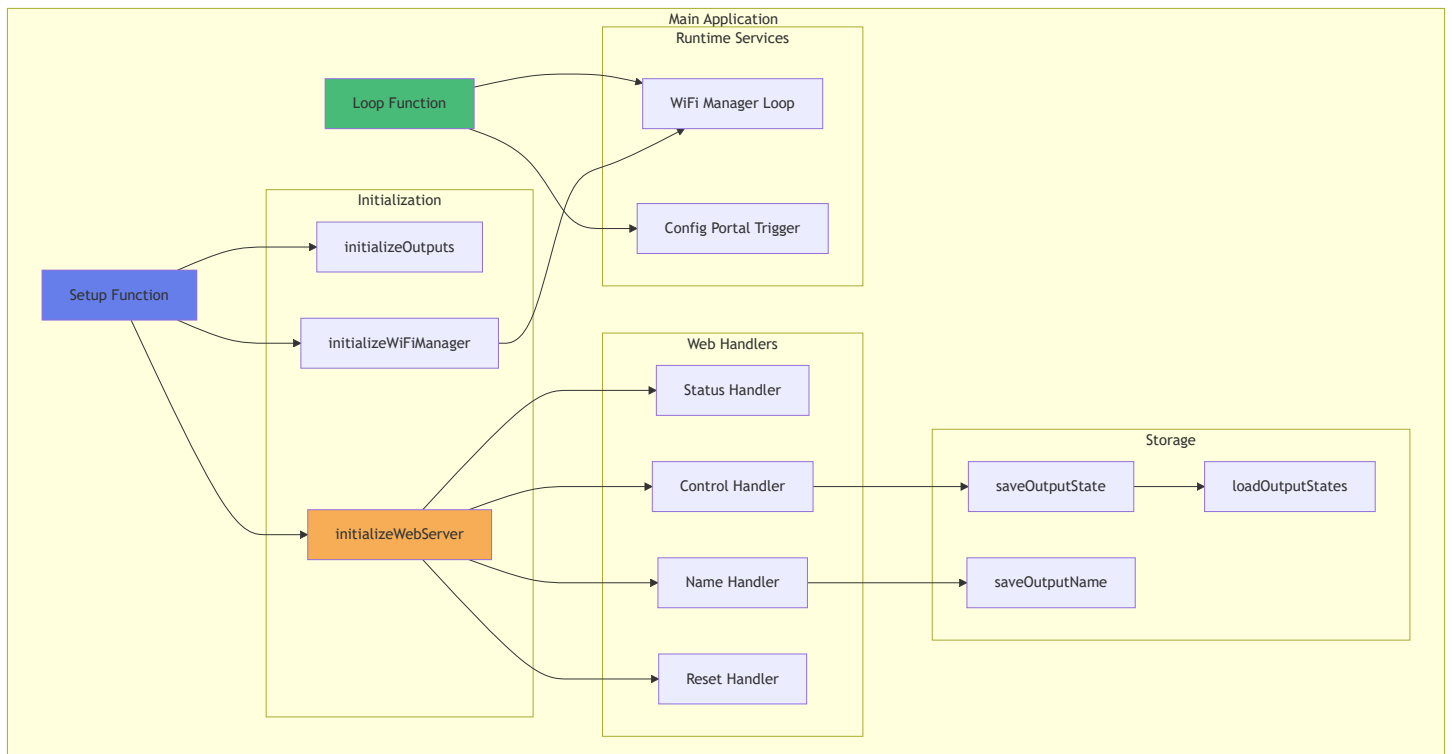 Main Application
Runtime Services
Loop Function
WiFi Manager Loop
Config Portal Trigger
Initialization
initializeOutputs
Setup Function
initializeWiFiManager
initializeWebServer
Web Handlers
Status Handler
Control Handler
Name Handler
Reset Handler
Storage
saveOutputState
loadOutputStates
saveOutputName